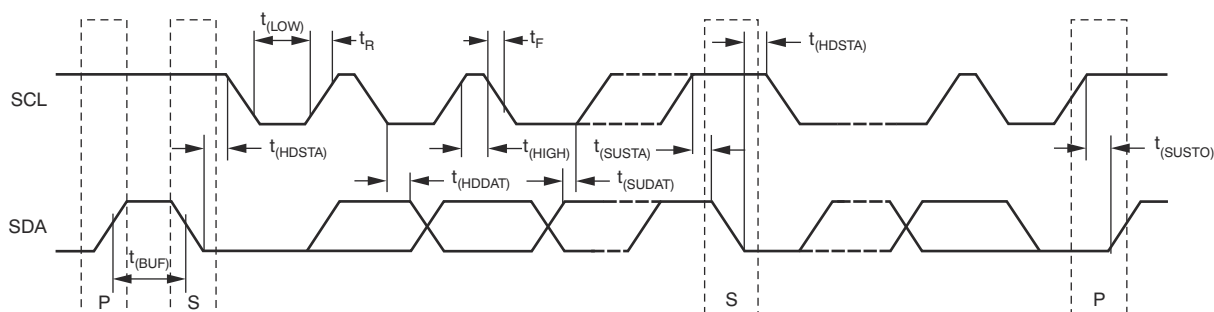 t(LOW)
tR
tF
t(HDSTA)
SCL
t(HDSTA)
t(HIGH)
t(SUSTA)
t(SUSTO)
t(HDDAT)
t(SUDAT)
SDA
t(BUF)
P
S
S
P